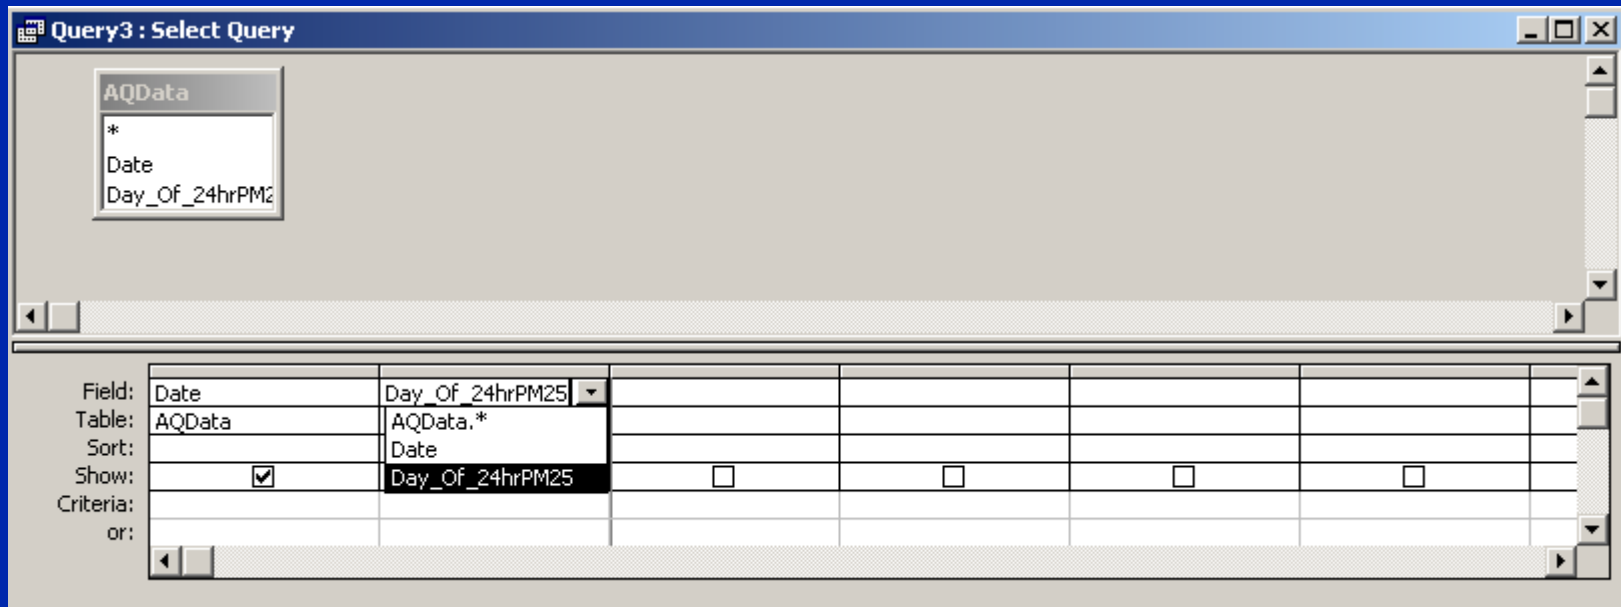 Query3 : Select Query
AQData
*
Date
Day_Of_24hrPM2
Field: Date Day_Of_24hrPM25
Table: AQData AQData.*
Sort: Date
Show: Day_Of_24hrPM25
Criteria:
or: